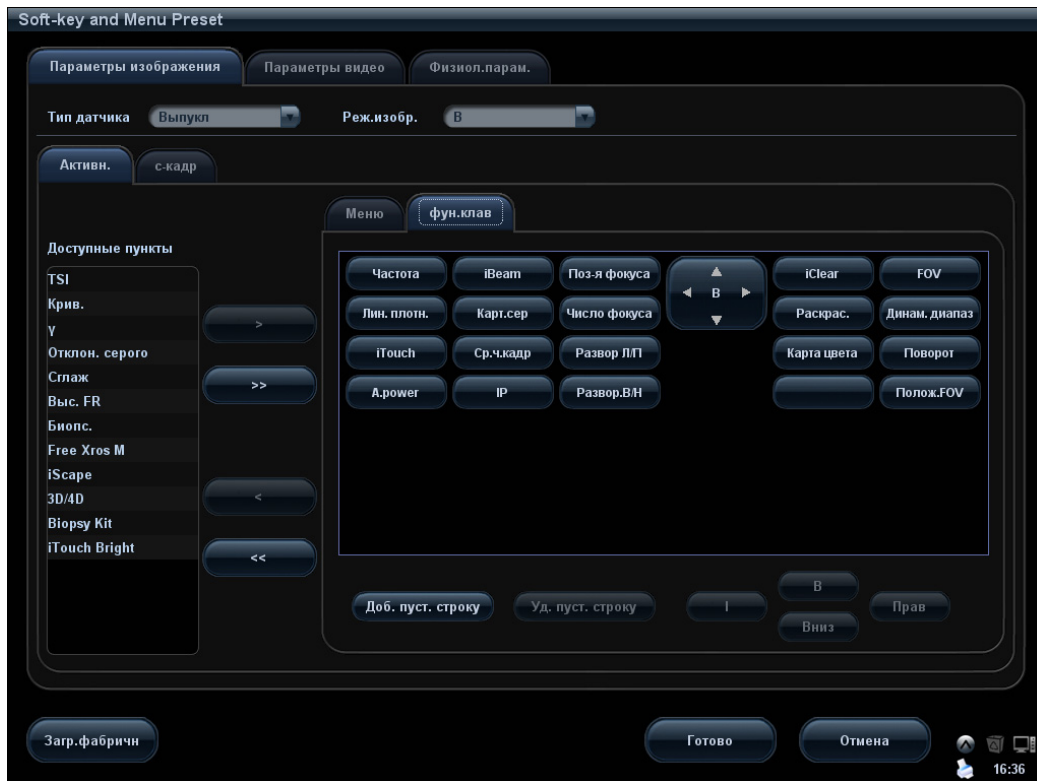 Soft-key and Menu Preset
Параметры изображения Параметры видео Физиол.парам.
Тип датчика Выпукл Реж.изобр. В
Активн. с-кадр
Меню фун.клав
Доступные пункты
TSI
Крив.
γ
Отклон. серого
Сглаж
Выс. FR
Биопс.
Free Xros M
iScape
3D/4D
Biopsy Kit
iTouch Bright
>
>>
<
<<
Частота iBeam Поз-я фокуса В iClear FOV
Лин. плотн. Карт.сер Число фокуса Раскрас. Динам. диапаз
iTouch Ср.ч.кадр Развор Л/П Карта цвета Поворот
A.power IP Развор.В/Н Полож.FOV
Доб. пуст. строку Уд. пуст. строку I В Прав
Вниз
Загр.фабричн Готово Отмена
16:36